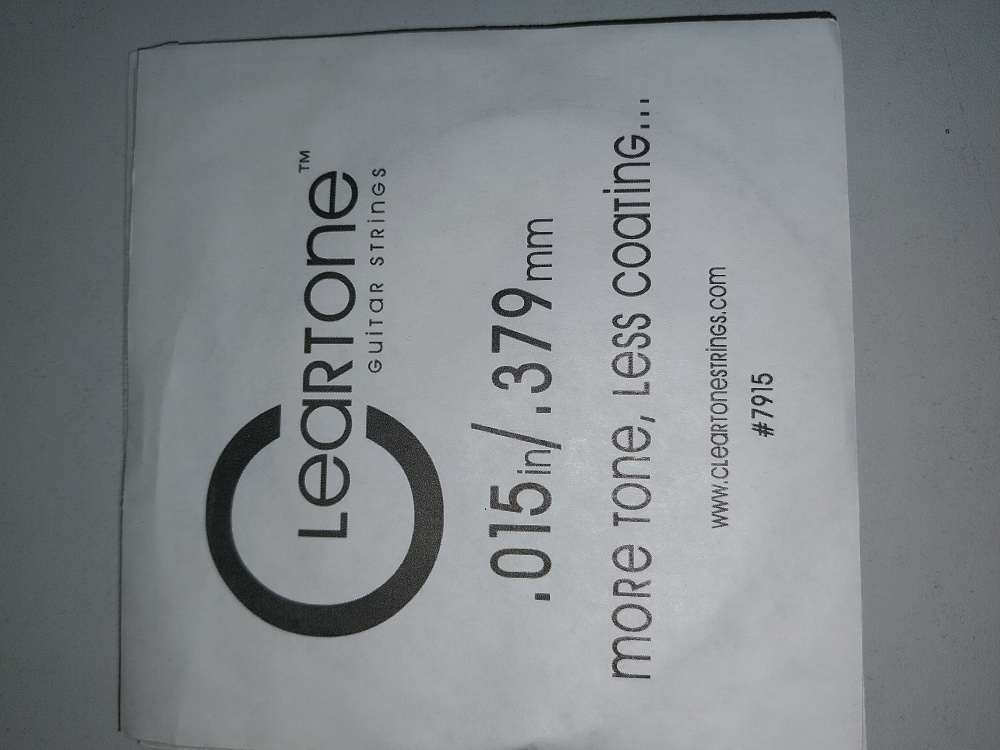 CLearTone™
Guitar Strings
.015in/.379mm
more Tone, Less coating...
www.cleartonestrings.com
#7915